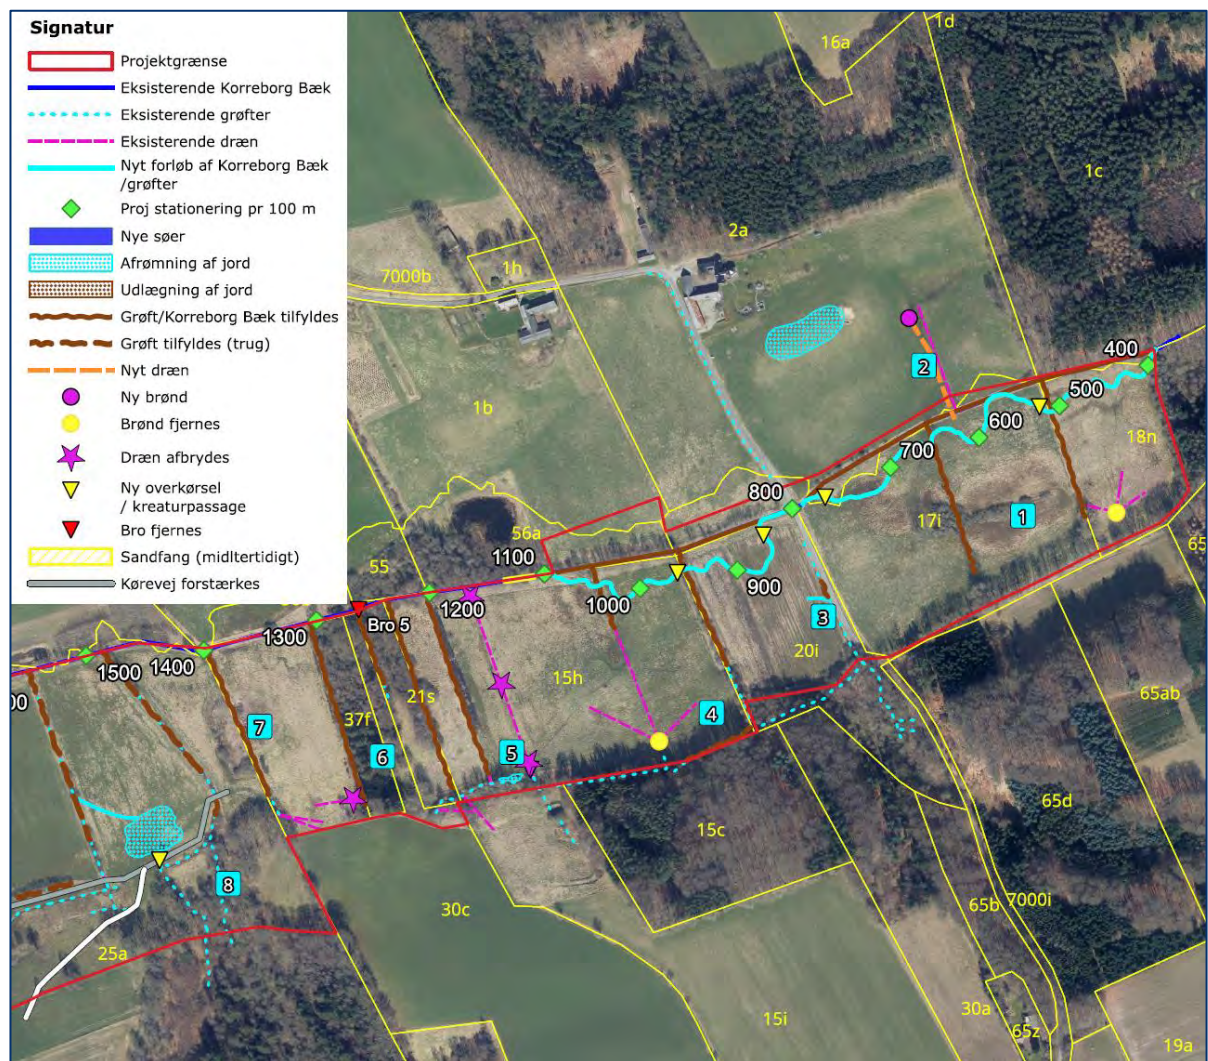 Signatur
Projektgrænse
Eksisterende Korreborg Bæk
Eksisterende grøfter
Eksisterende dræn
Nyt forløb af Korreborg Bæk
/grøfter
Proj stationering pr 100 m
Nye søer
Afrømning af jord
Udlægning af jord
Grøft/Korreborg Bæk tilfyldes
Grøft tilfyldes (trug)
Nyt dræn
Ny brønd
Brønd fjernes
Dræn afbrydes
Ny overkørsel
/ kreaturpassage
Bro fjernes
Sandfang (midltertidigt)
Kørevej forstærkes
1d
16a
1c
2a
7000b
1h
400
2
500
1b
600
18n
700
800
17i
1
56a
1100
55
65
900
1000
1200
3
1300
Bro 5
20i
1400
1500
15h
21s
65ab
00
37f
4
7
5
6
65d
15c
8
30c
65b
7000i
25a
15i
30a
65z
19a